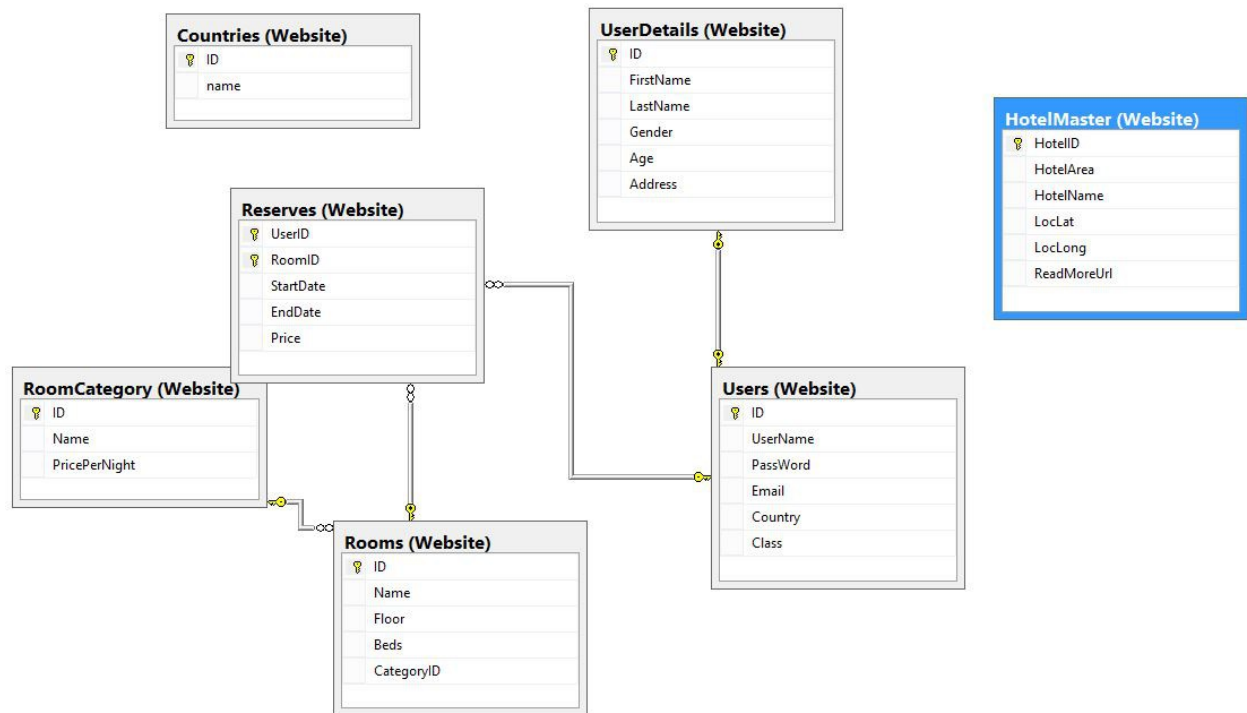 Countries (Website)
ID
name
UserDetails (Website)
ID
FirstName
LastName
Gender
Age
Address
HotelMaster (Website)
HotelID
HotelArea
HotelName
LocLat
LocLong
ReadMoreUrl
Reserves (Website)
UserID
RoomID
StartDate
EndDate
Price
RoomCategory (Website)
ID
Name
PricePerNight
Users (Website)
ID
UserName
PassWord
Email
Country
Class
Rooms (Website)
ID
Name
Floor
Beds
CategoryID